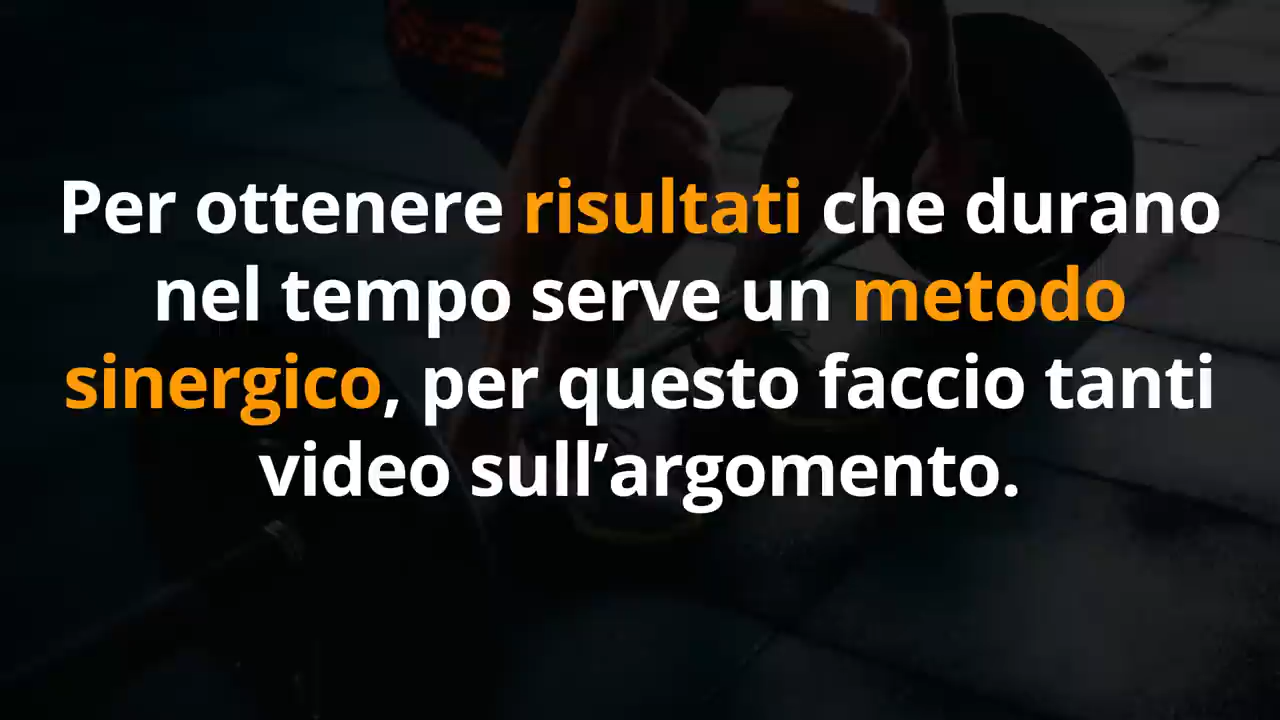 Per ottenere risultati che durano
nel tempo serve un metodo
sinergico, per questo faccio tanti
video sull’argomento.